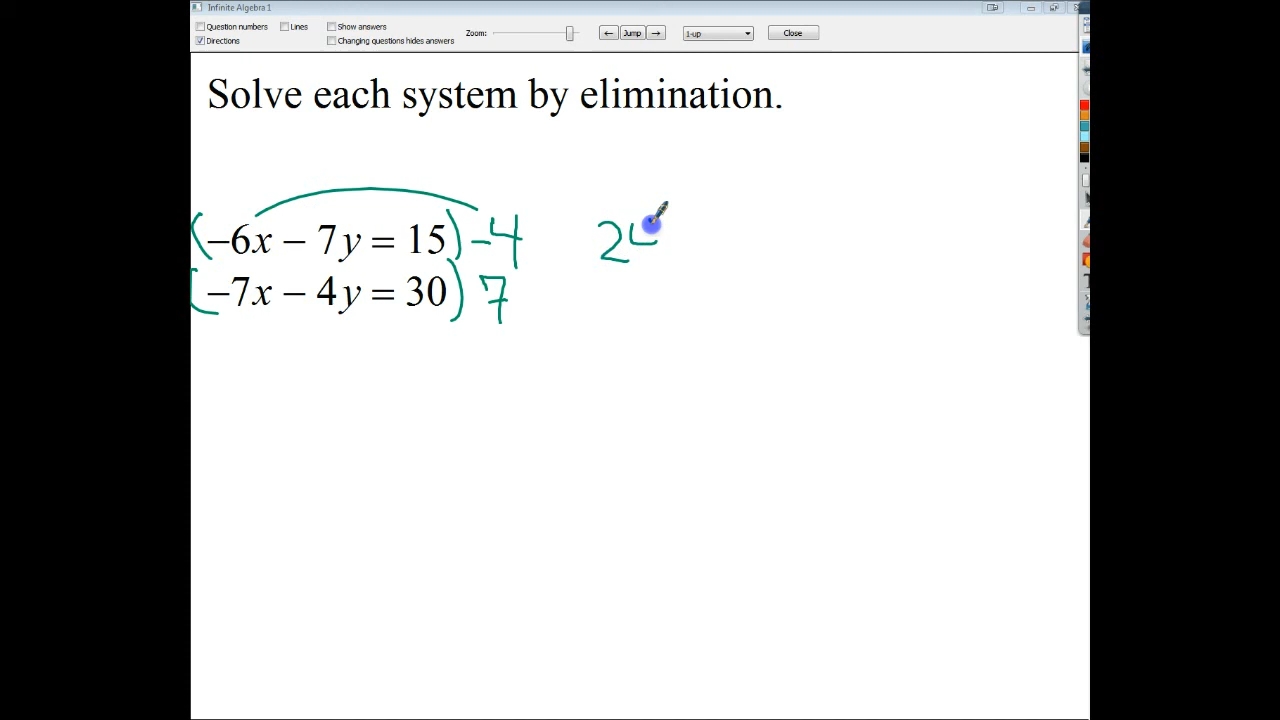 Infinite Algebra 1
Question numbers Lines Show answers
Directions Changing questions hides answers
Zoom: ← Jump → 1-up Close
Solve each system by elimination.
(−6x − 7y = 15) −4 24
(−7x − 4y = 30) 7